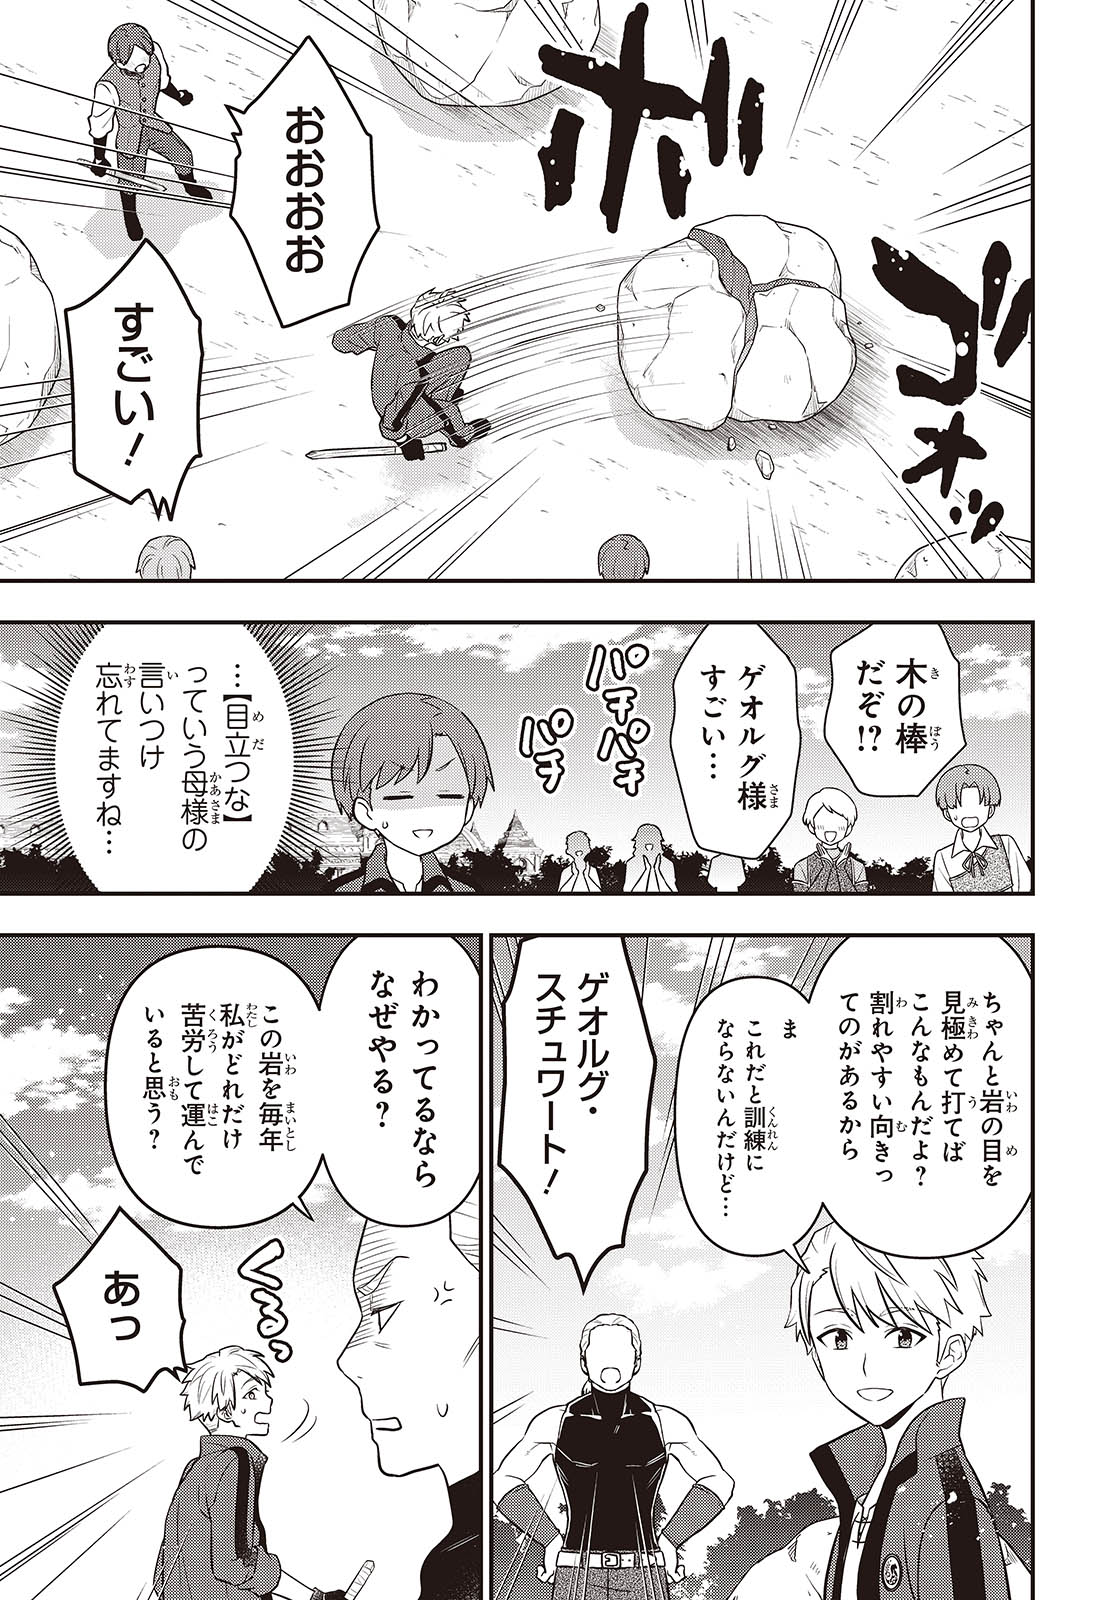 ボゴォッ
おおおお
すごい！
木の棒
だぞ!?
ゲオルグ様
すごい…
パチパチ
パチ
…【目立つな】
っていう母様の
言いつけ
忘れてますね…
ちゃんと岩の目を
見極めて打てば
こんなもんだよ？
割れやすい向きっ
てのがあるから
ま
これだと訓練に
ならないんだけど…
ゲオルグ・
スチュワート！
わかってるなら
なぜやる？
この岩を毎年
私がどれだけ
苦労して運んで
いると思う？
くるっ
あっ